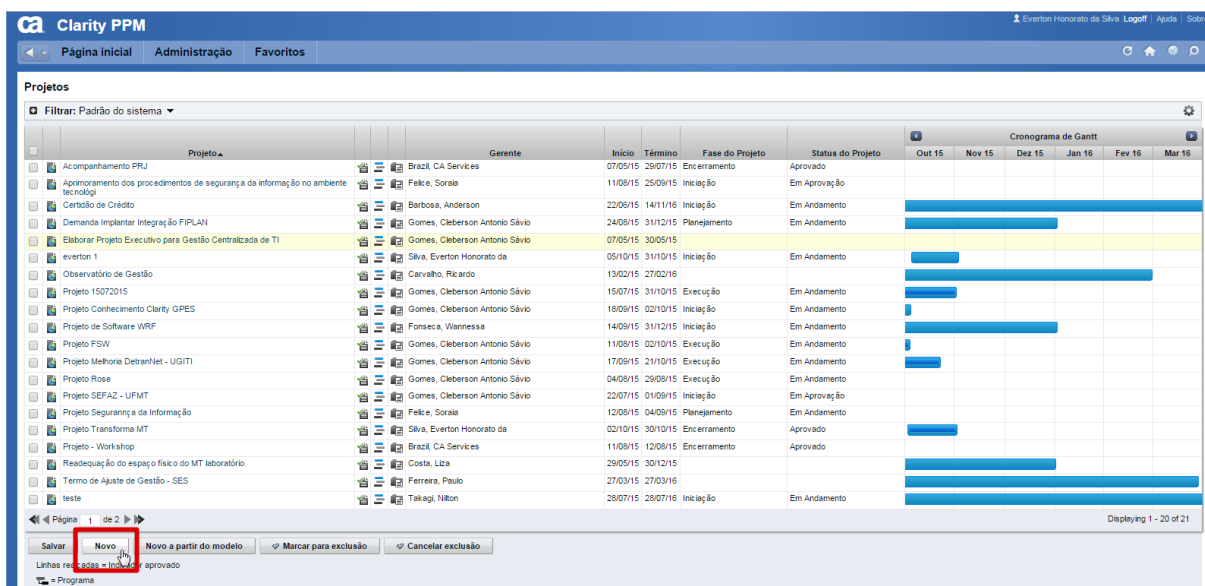 ca Clarity PPM
Everton Honorato da Silva Logoff | Ajuda | Sobre
Página inicial Administração Favoritos
Projetos
Filtrar: Padrão do sistema
Cronograma de Gantt
Projeto Gerente Início Término Fase do Projeto Status do Projeto Out 15 Nov 15 Dez 15 Jan 16 Fev 16 Mar 16
Acompanhamento PRJ Brazil, CA Services 07/05/15 29/07/15 Encerramento Aprovado
Aprimoramento dos procedimentos de segurança da informação no ambiente Felice, Soraia 11/08/15 25/09/15 Iniciação Em Aprovação
tecnológi
Certidão de Crédito Barbosa, Anderson 22/06/15 14/11/16 Iniciação Em Andamento
Demanda Implantar Integração FIPLAN Gomes, Cleberson Antonio Sávio 24/08/15 31/12/15 Planejamento Em Andamento
Elaborar Projeto Executivo para Gestão Centralizada de TI Gomes, Cleberson Antonio Sávio 07/05/15 30/05/15
everton 1 Silva, Everton Honorato da 05/10/15 31/10/15 Iniciação Em Andamento
Observatório de Gestão Carvalho, Ricardo 13/02/15 27/02/16
Projeto 15072015 Gomes, Cleberson Antonio Sávio 15/07/15 31/10/15 Execução Em Andamento
Projeto Conhecimento Clarity GPES Gomes, Cleberson Antonio Sávio 18/09/15 02/10/15 Iniciação Em Andamento
Projeto de Software WRF Fonseca, Wannessa 14/09/15 31/12/15 Iniciação Em Andamento
Projeto FSW Gomes, Cleberson Antonio Sávio 11/08/15 02/10/15 Execução Em Andamento
Projeto Melhoria DetranNet - UGITI Gomes, Cleberson Antonio Sávio 17/09/15 21/10/15 Execução Em Andamento
Projeto Rose Gomes, Cleberson Antonio Sávio 04/08/15 29/08/15 Execução Em Andamento
Projeto SEFAZ - UFMT Gomes, Cleberson Antonio Sávio 22/07/15 01/09/15 Iniciação Em Aprovação
Projeto Segurannça da Informação Felice, Soraia 12/08/15 04/09/15 Planejamento Em Andamento
Projeto Transforma MT Silva, Everton Honorato da 02/10/15 30/10/15 Encerramento Aprovado
Projeto - Workshop Brazil, CA Services 11/08/15 12/08/15 Encerramento Aprovado
Readequação do espaço físico do MT laboratório Costa, Liza 29/05/15 30/12/15
Termo de Ajuste de Gestão - SES Ferreira, Paulo 27/03/15 27/03/16
teste Takagi, Nilton 28/07/15 28/07/16 Iniciação Em Andamento
Página 1 de 2 Displaying 1 - 20 of 21
Salvar Novo Novo a partir do modelo Marcar para exclusão Cancelar exclusão
Linhas realçadas = Indicador aprovado
= Programa